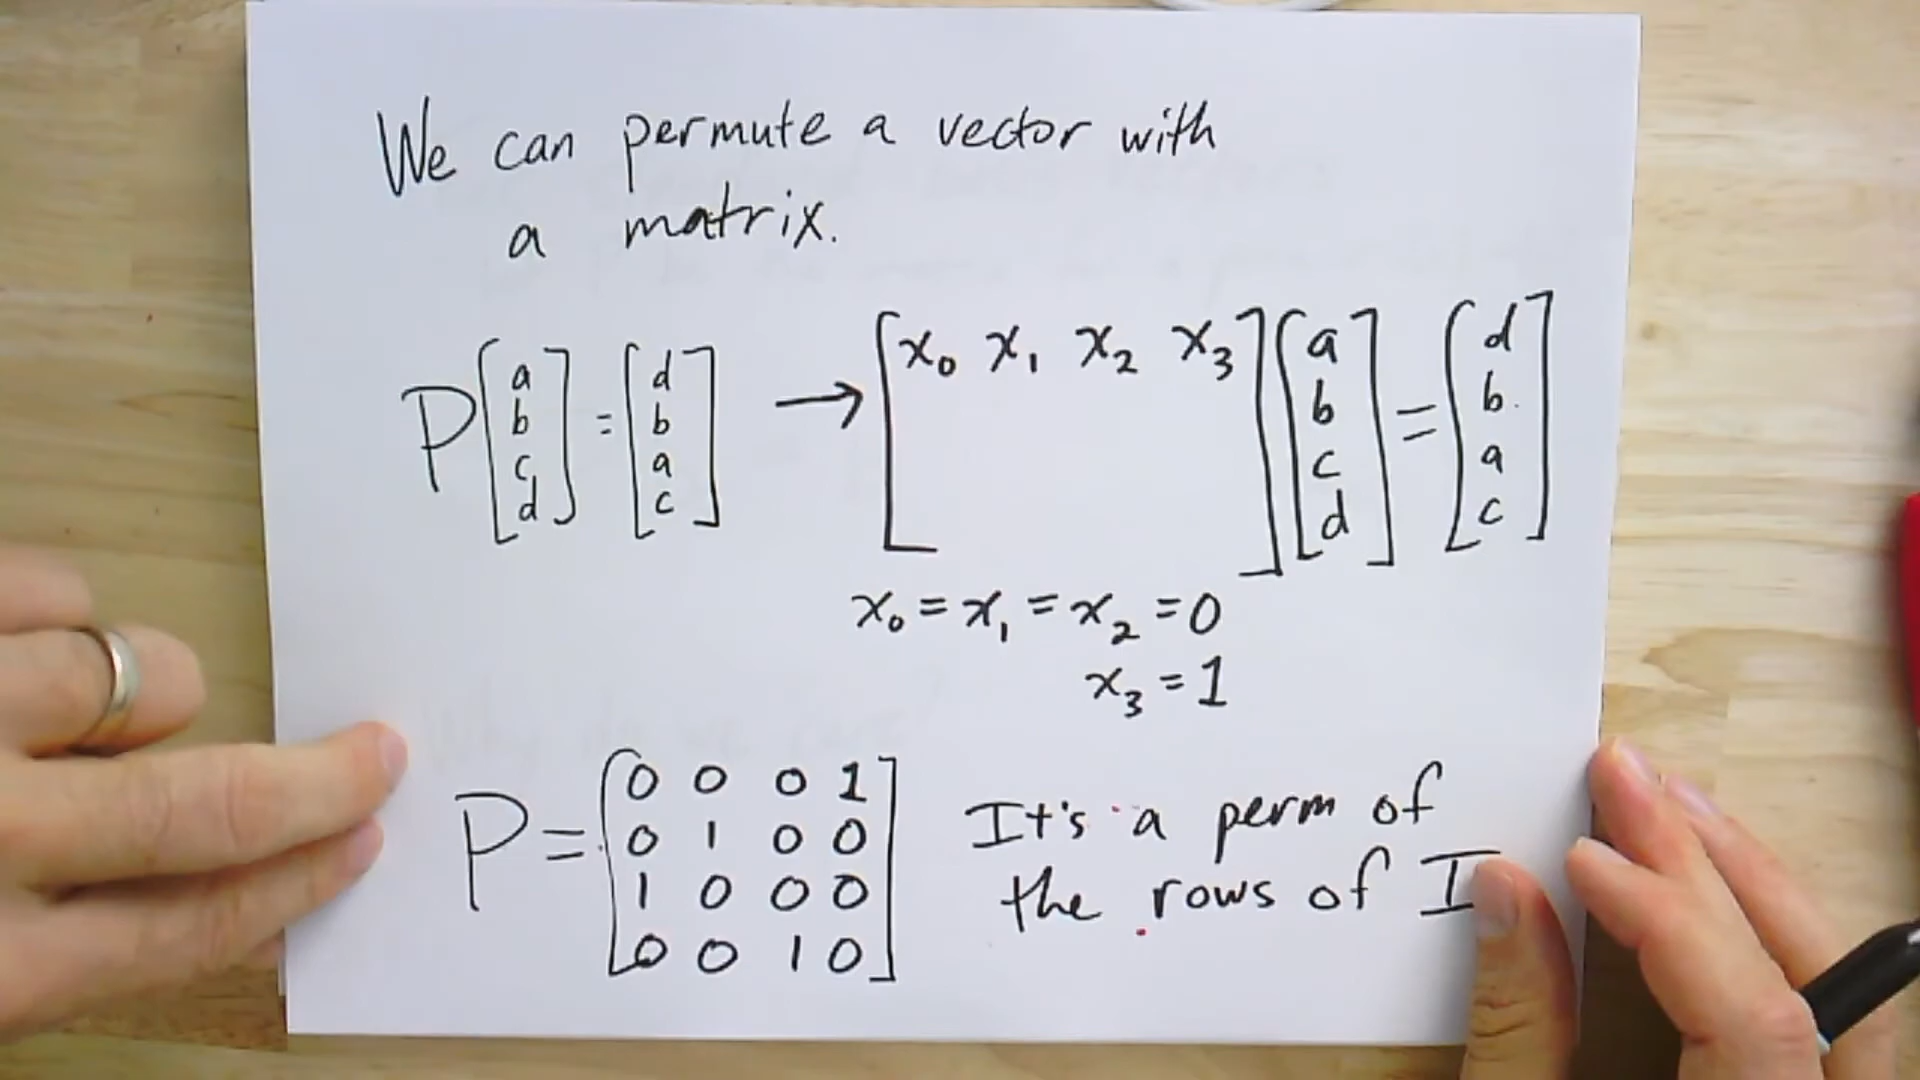 We can permute a vector with
a matrix.
P [a b c d] = [d b a c] → [x₀ x₁ x₂ x₃] [a b c d] = [d b a c]
x₀ = x₁ = x₂ = 0
x₃ = 1
P = [0 0 0 1
0 1 0 0
1 0 0 0
0 0 1 0]
It's a perm of
the rows of I